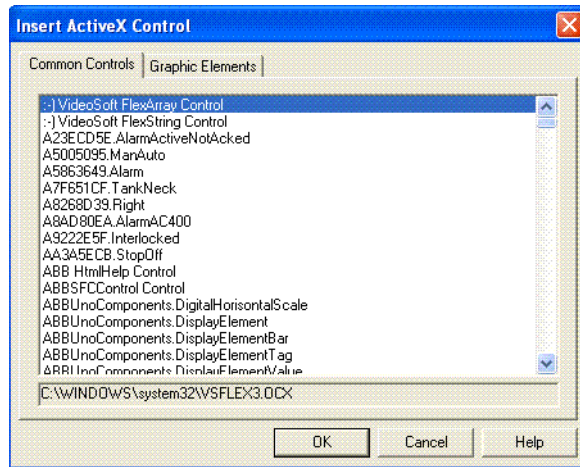 Insert ActiveX Control
Common Controls
Graphic Elements
:-) VideoSoft FlexArray Control
:-) VideoSoft FlexString Control
A23ECD5E.AlarmActiveNotAcked
A5005095.ManAuto
A5863649.Alarm
A7F651CF.TankNeck
A8268D39.Right
A8AD80EA.AlarmAC400
A9222E5F.Interlocked
AA3A5ECB.StopOff
ABB HtmlHelp Control
ABBSFCControl Control
ABBUnoComponents.DigitalHorisontalScale
ABBUnoComponents.DisplayElement
ABBUnoComponents.DisplayElementBar
ABBUnoComponents.DisplayElementTag
ABBUnoComponents.DisplayElementValue
C:\WINDOWS\system32\VSFLEX3.OCX
OK
Cancel
Help